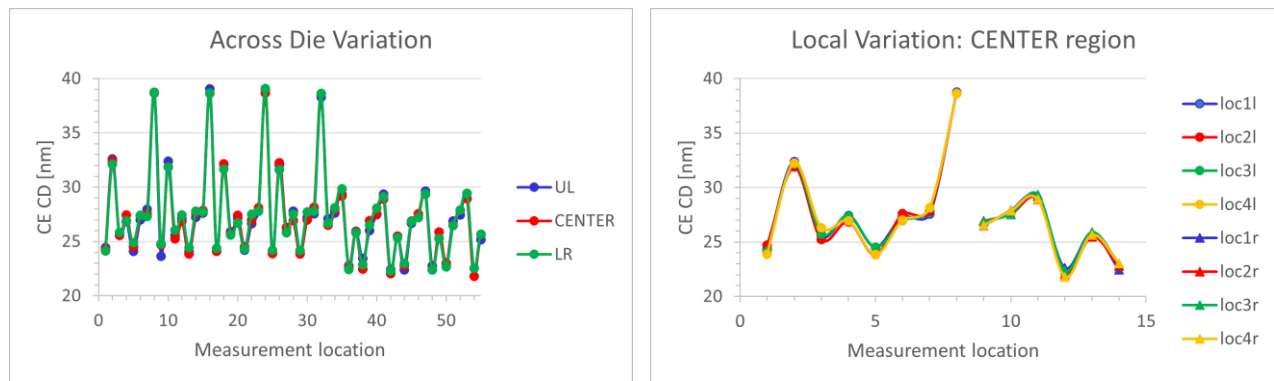 Across Die Variation
CE CD [nm]
40
35
30
25
20
0
10
20
30
40
50
Measurement location
UL
CENTER
LR
Local Variation: CENTER region
CE CD [nm]
40
35
30
25
20
0
5
10
15
Measurement location
loc1l
loc2l
loc3l
loc4l
loc1r
loc2r
loc3r
loc4r